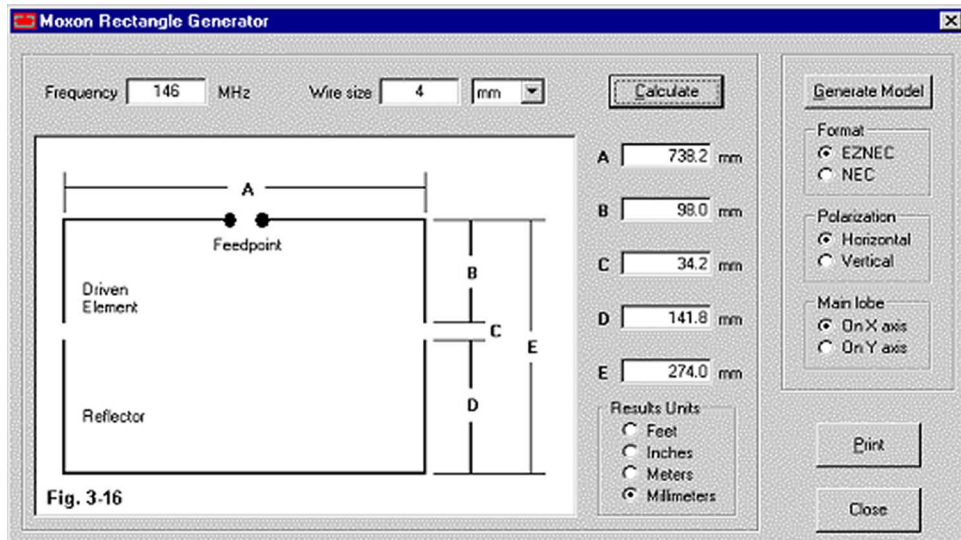 Moxon Rectangle Generator
Frequency 146 MHz Wire size 4 mm Calculate
A
Feedpoint
Driven
Element
B
C
E
D
Reflector
Fig. 3-16
A 738.2 mm
B 98.0 mm
C 34.2 mm
D 141.8 mm
E 274.0 mm
Results Units
Feet
Inches
Meters
Millimeters
Generate Model
Format
EZNEC
NEC
Polarization
Horizontal
Vertical
Main lobe
On X axis
On Y axis
Print
Close